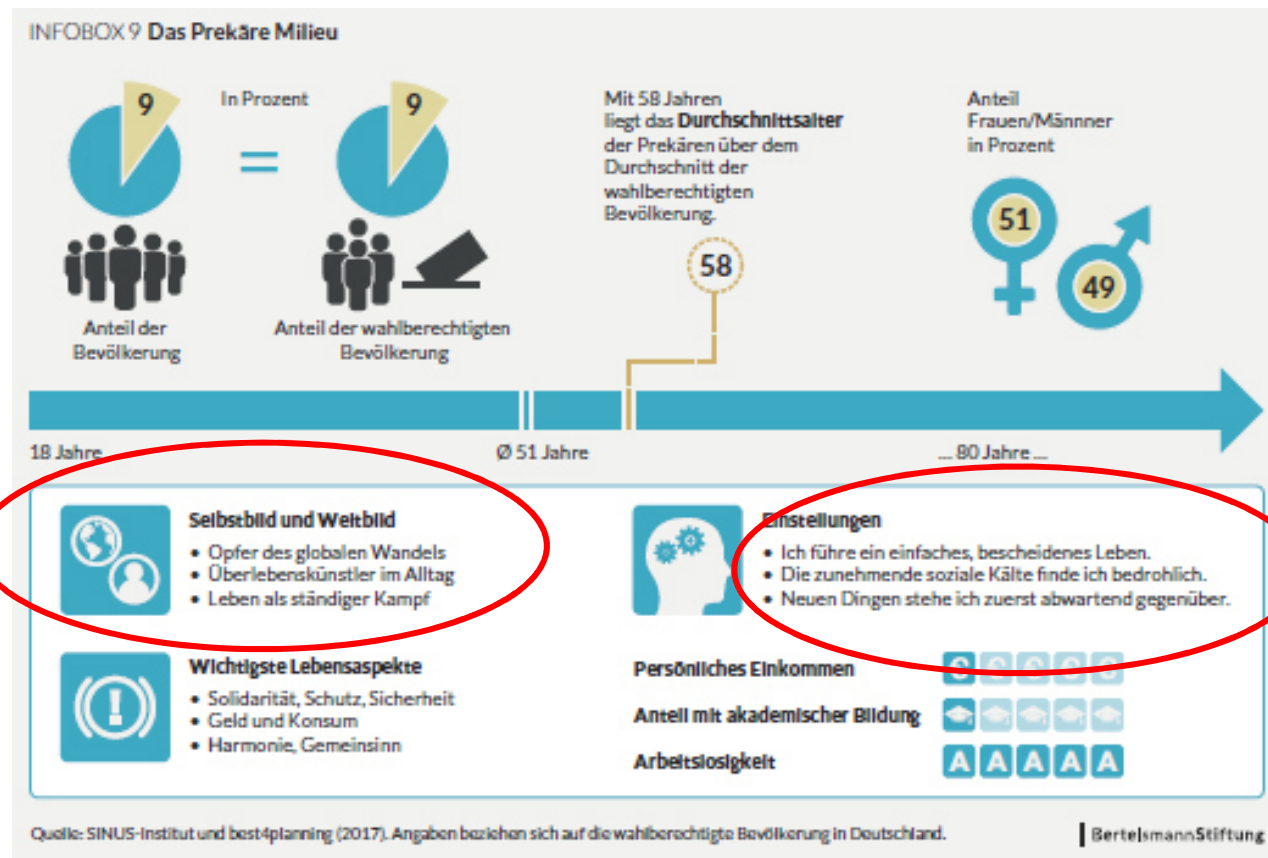 INFOBOX 9 Das Prekäre Milieu
9
In Prozent
9
=
Anteil der
Bevölkerung
Anteil der wahlberechtigten
Bevölkerung
Mit 58 Jahren
liegt das Durchschnittsalter
der Prekären über dem
Durchschnitt der
wahlberechtigten
Bevölkerung.
58
Anteil
Frauen/Männner
in Prozent
51
49
18 Jahre
Ø 51 Jahre
... 80 Jahre ...
Selbstbild und Weltbild
• Opfer des globalen Wandels
• Überlebenskünstler im Alltag
• Leben als ständiger Kampf
Einstellungen
• Ich führe ein einfaches, bescheidenes Leben.
• Die zunehmende soziale Kälte finde ich bedrohlich.
• Neuen Dingen stehe ich zuerst abwartend gegenüber.
Wichtigste Lebensaspekte
• Solidarität, Schutz, Sicherheit
• Geld und Konsum
• Harmonie, Gemeinsinn
Persönliches Einkommen
Anteil mit akademischer Bildung
Arbeitslosigkeit
A A A A A
Quelle: SINUS-Institut und best4planning (2017). Angaben beziehen sich auf die wahlberechtigte Bevölkerung in Deutschland.
BertelsmannStiftung